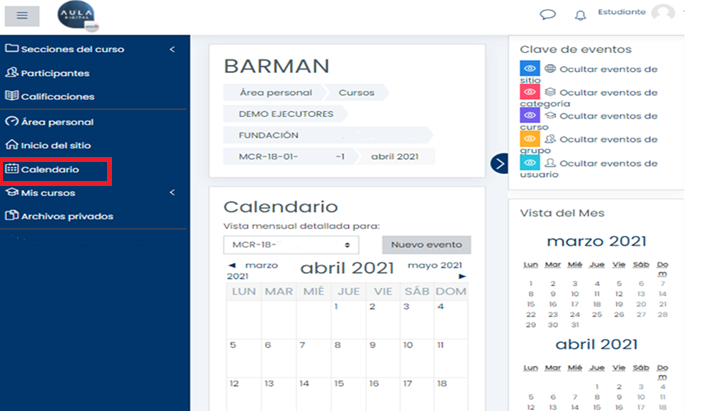 AULA
DIGITAL
Estudiante
Secciones del curso
Participantes
Calificaciones
Área personal
Inicio del sitio
Calendario
Mis cursos
Archivos privados
BARMAN
Área personal
Cursos
DEMO EJECUTORES
FUNDACIÓN
MCR-18-01- -1
abril 2021
Calendario
Vista mensual detallada para:
MCR-18-
Nuevo evento
◄ marzo
2021
abril 2021
mayo 2021
►
LUN MAR MIÉ JUE VIE SÁB DOM
1 2 3 4
5 6 7 8 9 10 11
12 13 14 15 16 17 18
Clave de eventos
Ocultar eventos de
sitio
Ocultar eventos de
categoría
Ocultar eventos de
curso
Ocultar eventos de
grupo
Ocultar eventos de
usuario
Vista del Mes
marzo 2021
Lun Mar Mié Jue Vie Sáb Do
m
1 2 3 4 5 6 7
8 9 10 11 12 13 14
15 16 17 18 19 20 21
22 23 24 25 26 27 28
29 30 31
abril 2021
Lun Mar Mié Jue Vie Sáb Do
m
1 2 3 4
5 6 7 8 9 10 11
12 13 14 15 16 17 18